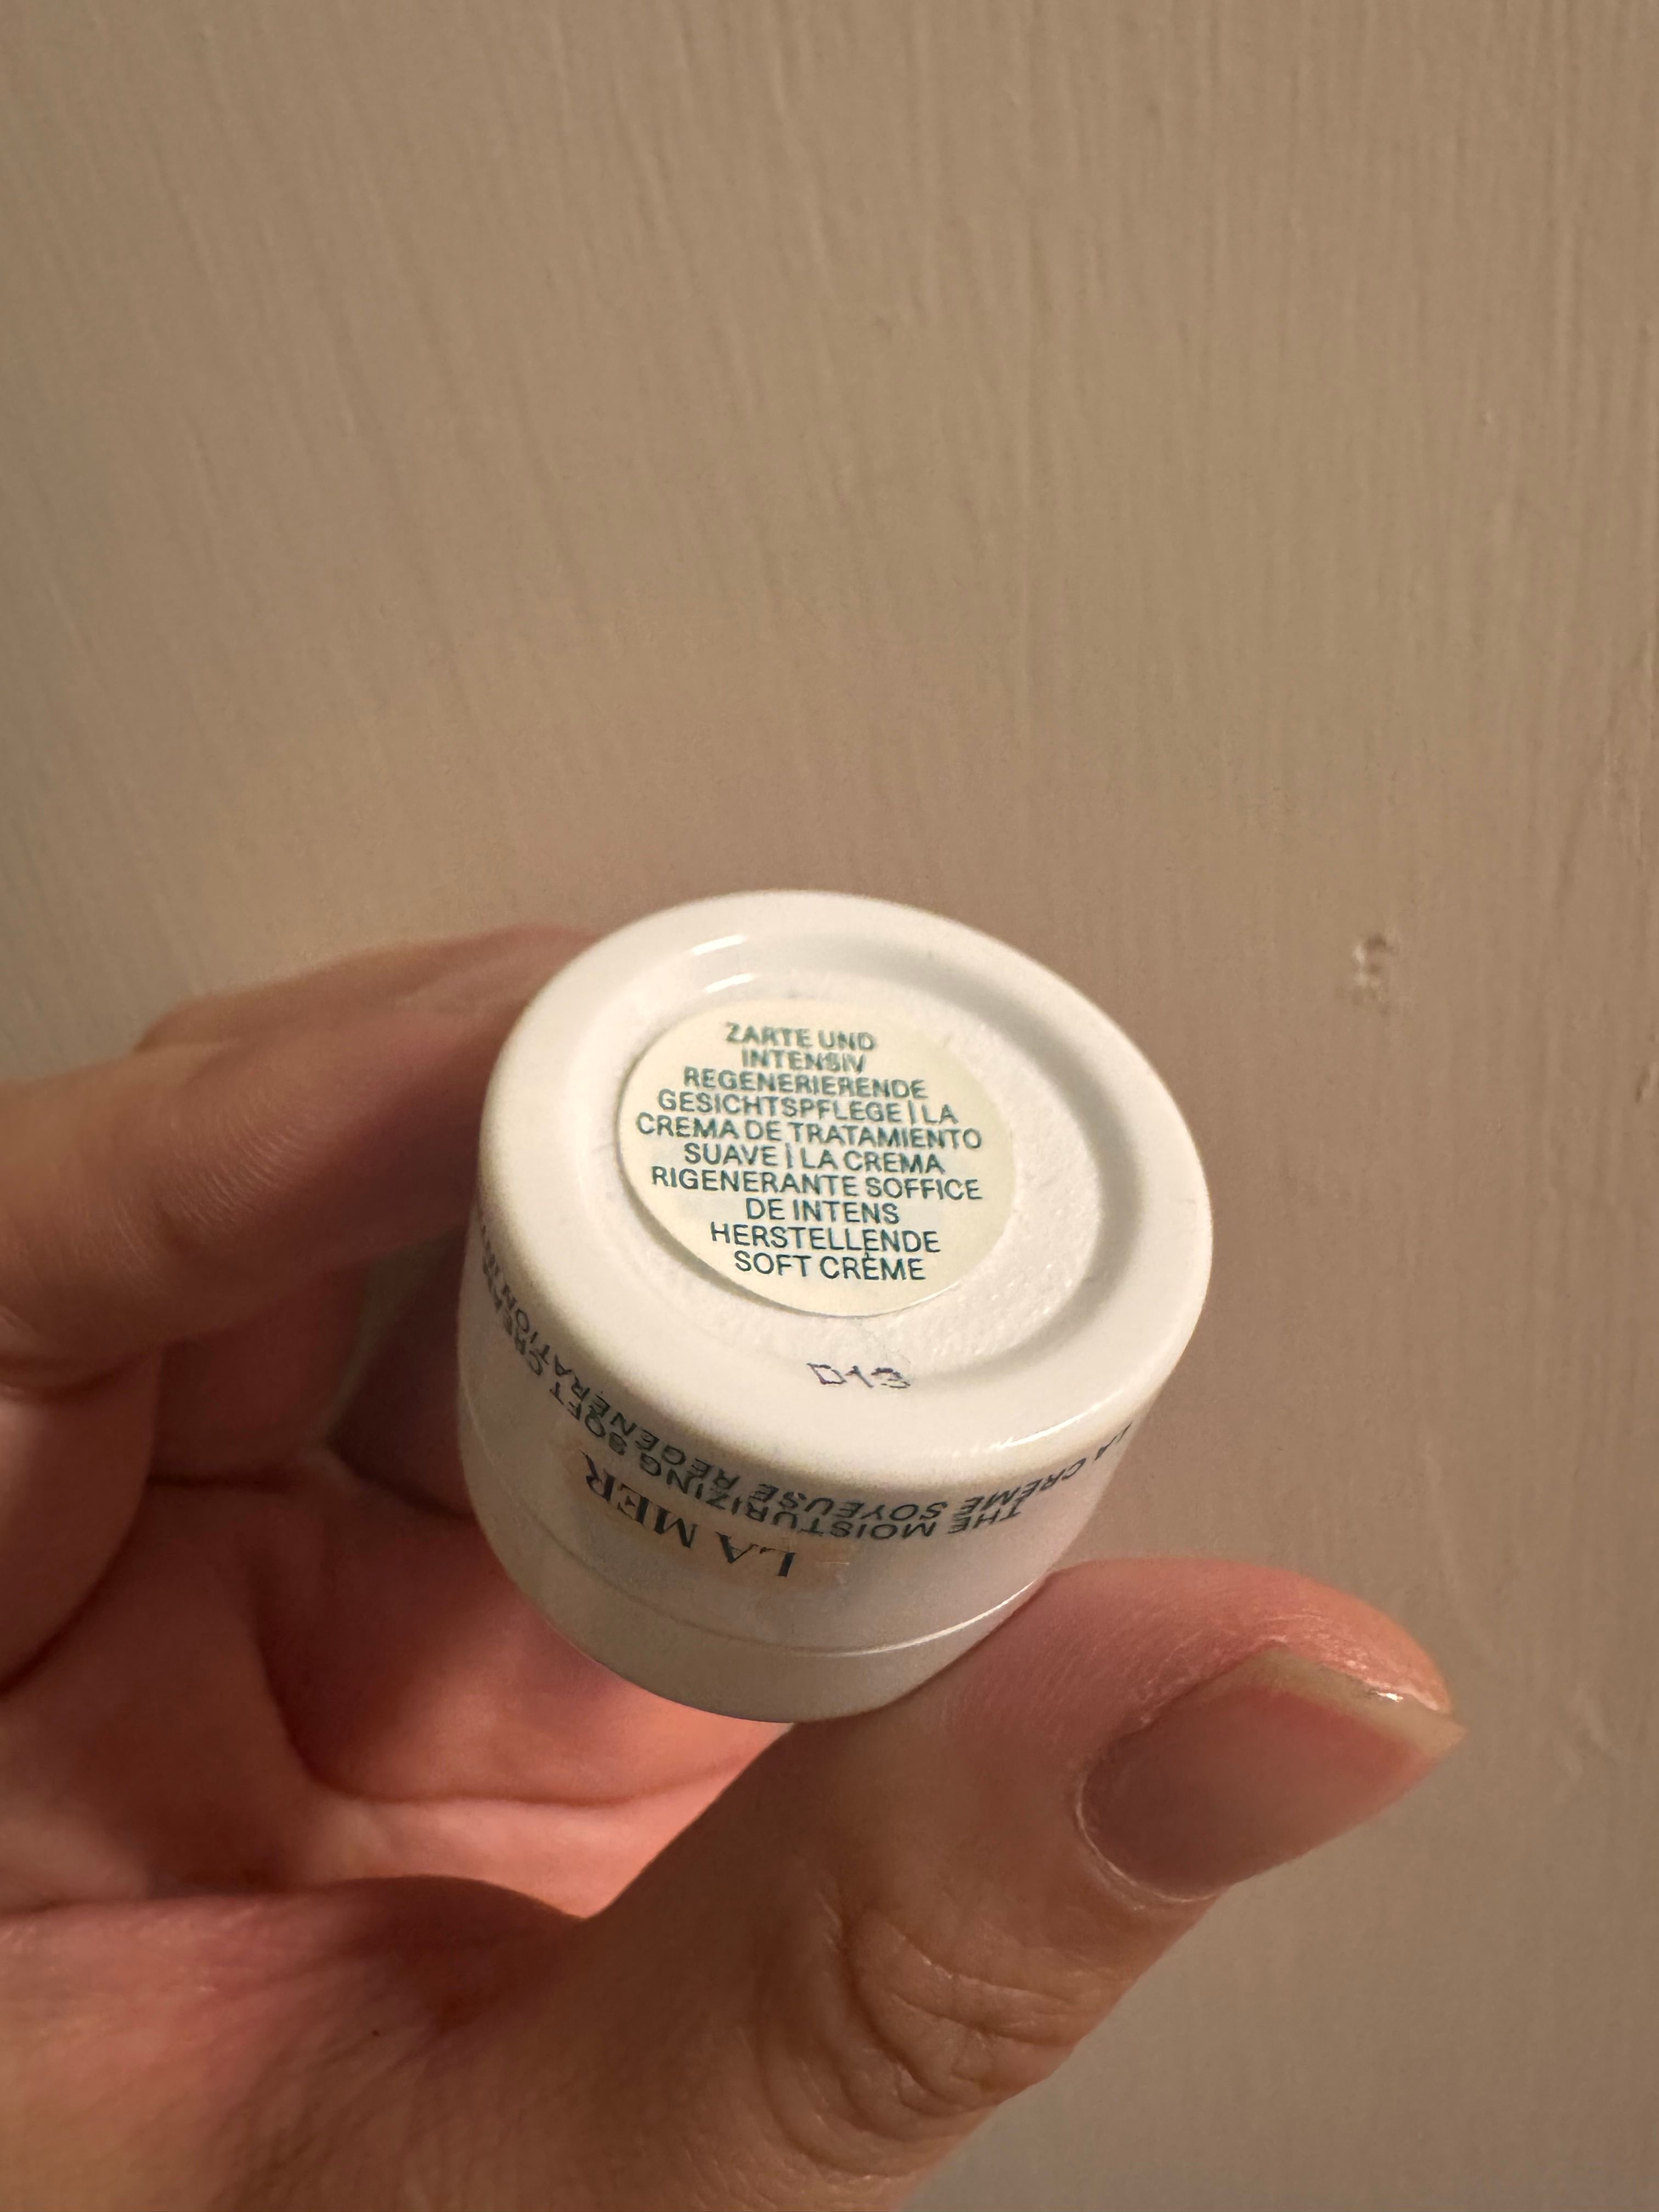 ZARTE UND
INTENSIV
REGENERIERENDE
GESICHTSPFLEGE | LA
CREMA DE TRATAMIENTO
SUAVE | LA CREMA
RIGENERANTE SOFFICE
DE INTENS
HERSTELLENDE
SOFT CRÈME
D13
LA MER
THE MOISTURIZING SOFT CREAM
LA CRÈME SOYEUSE RÉGÉNÉRATION